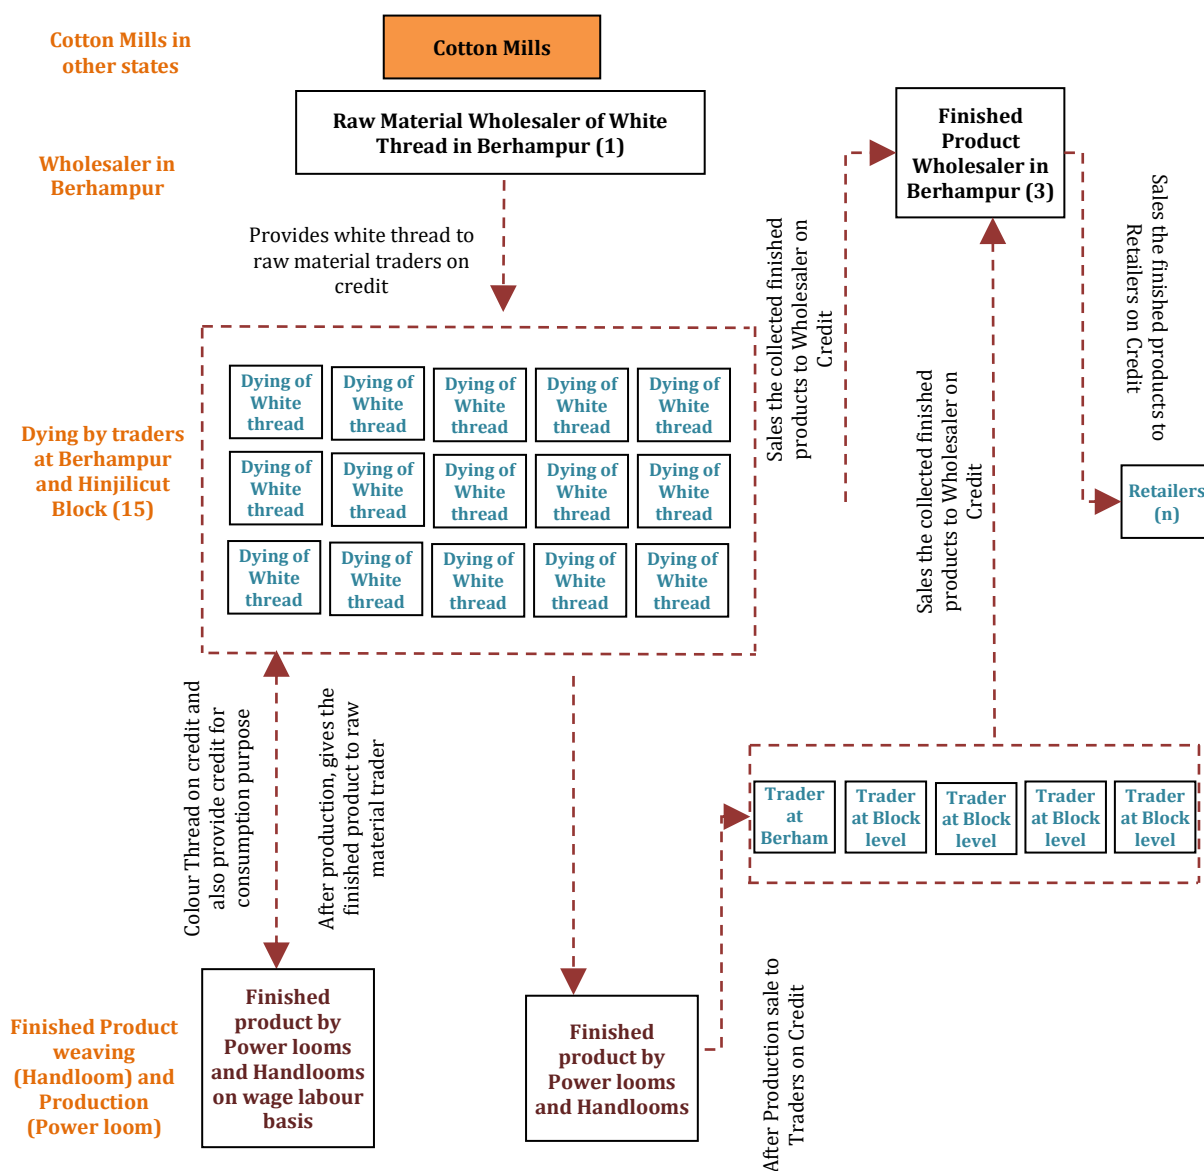 Cotton Mills in
other states
Cotton Mills
Raw Material Wholesaler of White
Thread in Berhampur (1)
Finished
Product
Wholesaler in
Berhampur (3)
Wholesaler in
Berhampur
Provides white thread to
raw material traders on
credit
Sales the collected finished
products to Wholesaler on
Credit
Sales the collected finished
products to Wholesaler on
Credit
Sales the finished products to
Retailers on Credit
Retailers
(n)
Dying by traders
at Berhampur
and Hinjilicut
Block (15)
Dying of
White
thread
Dying of
White
thread
Dying of
White
thread
Dying of
White
thread
Dying of
White
thread
Dying of
White
thread
Dying of
White
thread
Dying of
White
thread
Dying of
White
thread
Dying of
White
thread
Dying of
White
thread
Dying of
White
thread
Dying of
White
thread
Dying of
White
thread
Dying of
White
thread
Colour Thread on credit and
also provide credit for
consumption purpose
After production, gives the
finished product to raw
material trader
Trader
at
Berham
Trader
at Block
level
Trader
at Block
level
Trader
at Block
level
Trader
at Block
level
After Production sale to
Traders on Credit
Finished Product
weaving
(Handloom) and
Production
(Power loom)
Finished
product by
Power looms
and Handlooms
on wage labour
basis
Finished
product by
Power looms
and Handlooms